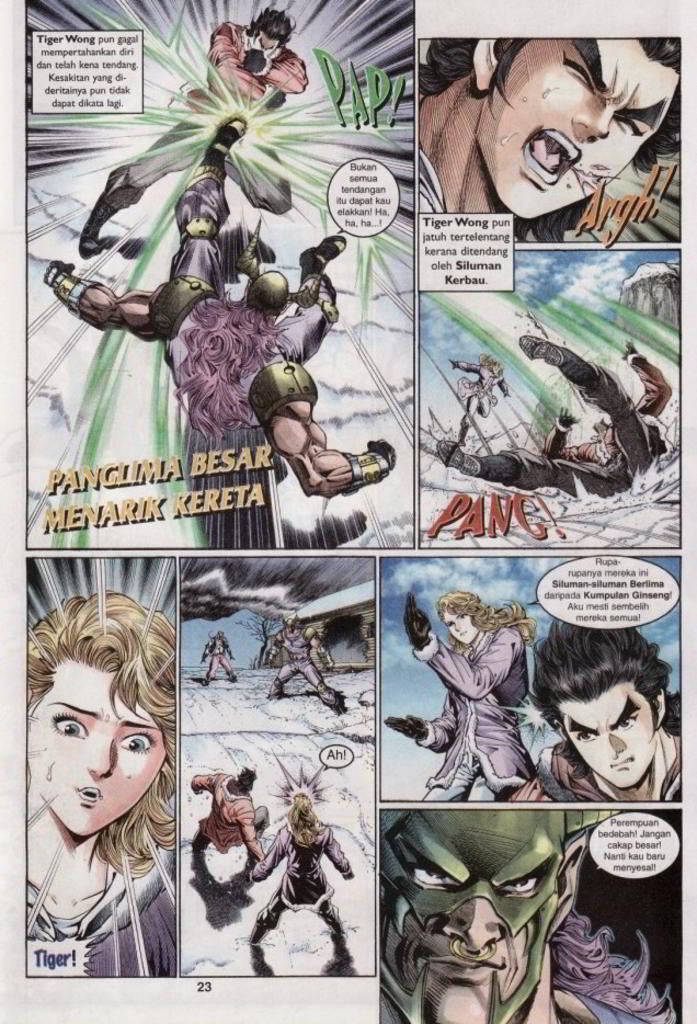 Tiger Wong pun gagal
mempertahankan diri
dan telah kena tendang.
Kesakitan yang di-
deritainya pun tidak
dapat dikata lagi.
PAP!
Bukan
semua
tendangan
itu dapat kau
elakkan! Ha,
ha, ha...!
PANGLIMA BESAR
MENARIK KERETA
Argh!
Tiger Wong pun
jatuh tertelentang
kerana ditendang
oleh Siluman
Kerbau.
PANG!
Tiger!
Ah!
Rupa-
rupanya mereka ini
Siluman-siluman Berlima
daripada Kumpulan Ginseng!
Aku mesti sembelih
mereka semua!
Perempuan
bedebah! Jangan
cakap besar!
Nanti kau baru
menyesal!
23